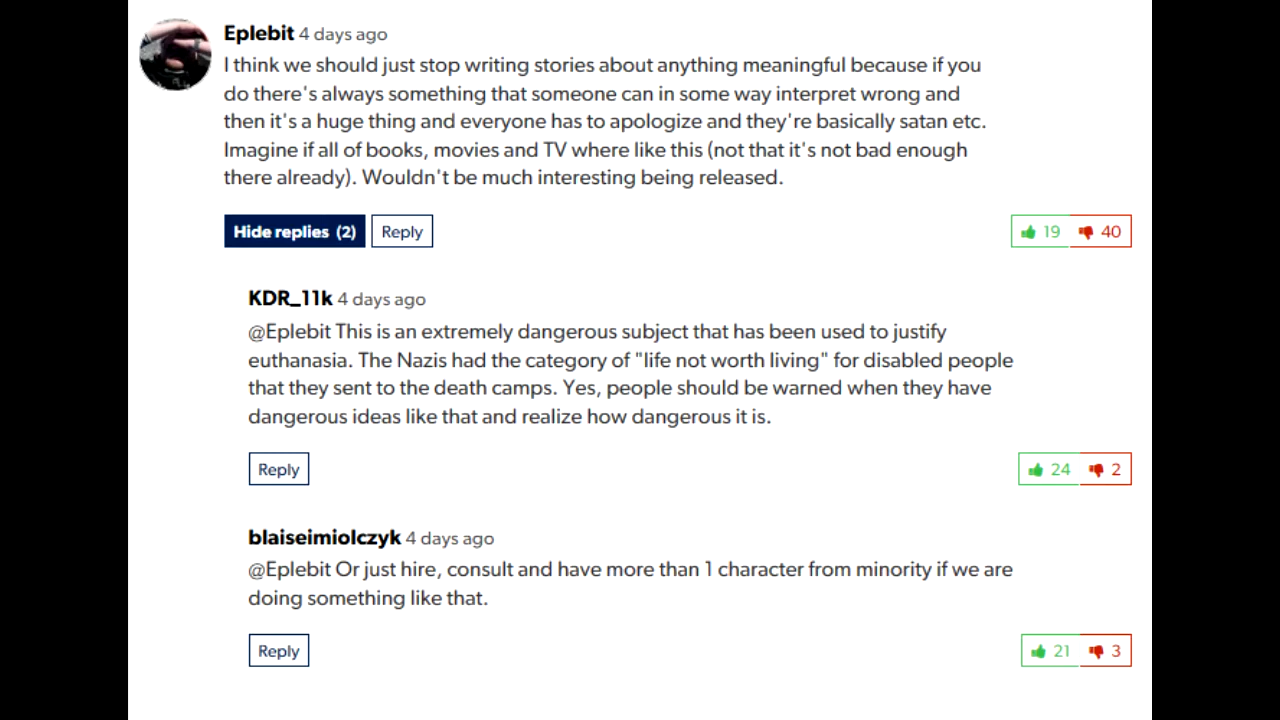 Eplebit 4 days ago
I think we should just stop writing stories about anything meaningful because if you
do there's always something that someone can in some way interpret wrong and
then it's a huge thing and everyone has to apologize and they're basically satan etc.
Imagine if all of books, movies and TV where like this (not that it's not bad enough
there already). Wouldn't be much interesting being released.
Hide replies (2) Reply 19 40
KDR_11k 4 days ago
@Eplebit This is an extremely dangerous subject that has been used to justify
euthanasia. The Nazis had the category of "life not worth living" for disabled people
that they sent to the death camps. Yes, people should be warned when they have
dangerous ideas like that and realize how dangerous it is.
Reply 24 2
blaiseimiolczyk 4 days ago
@Eplebit Or just hire, consult and have more than 1 character from minority if we are
doing something like that.
Reply 21 3